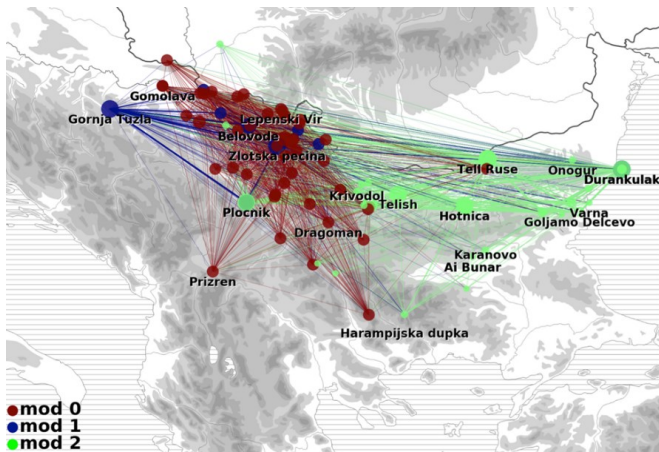 Gomolava
Gornja Tuzla
Lepenski Vir
Belovode
Zlotska pecina
Tell Ruse
Onogur
Durankulak
Krivodol
Telish
Plocnik
Hotnica
Varna
Goljamo Delcevo
Dragoman
Karanovo
Ai Bunar
Prizren
Harampijska dupka
mod 0
mod 1
mod 2